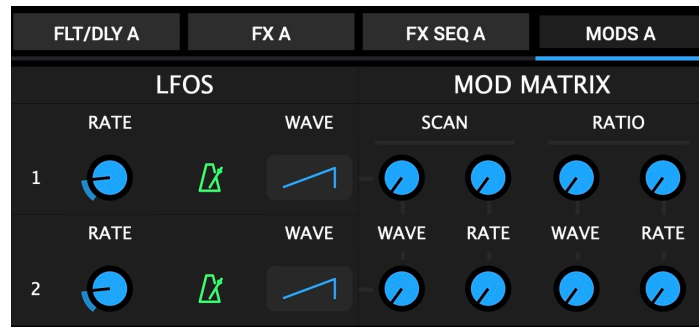 FLT/DLY A FX A FX SEQ A MODS A
LFOS MOD MATRIX
RATE WAVE SCAN RATIO
1
RATE WAVE WAVE RATE WAVE RATE
2